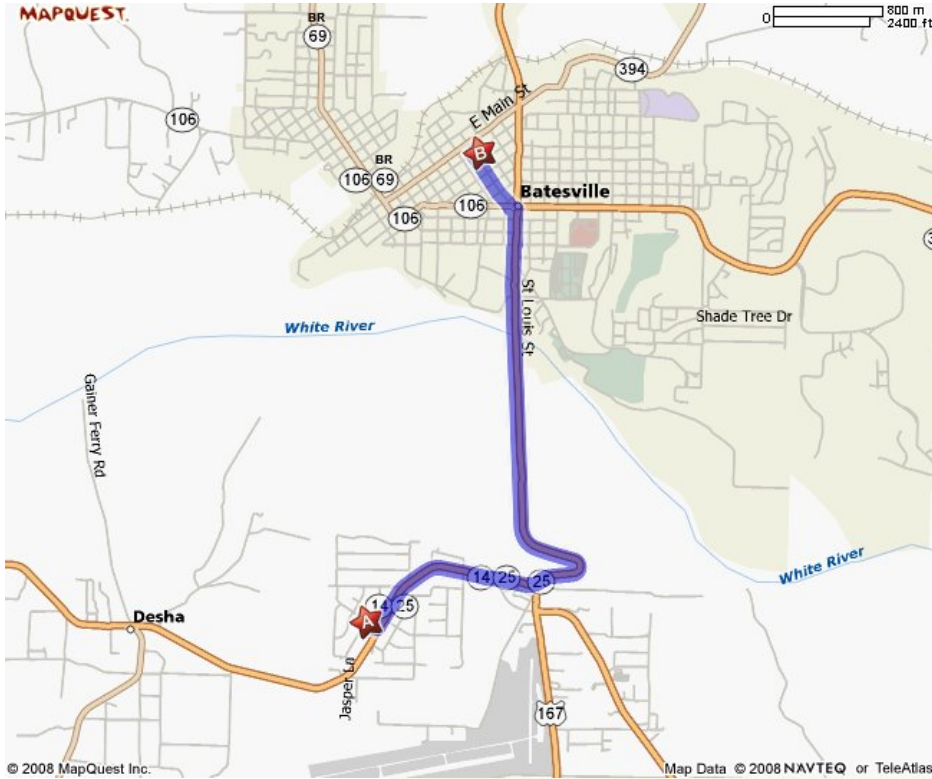 MAPQUEST.
BR
69
0
800 m
2400 ft
394
106
E Main St
B
BR
106 69
106
106
Batesville
St Louis St
Shade Tree Dr
White River
Gainer Ferry Rd
White River
14 25
25
14 25
A
Desha
Jasper Ln
167
© 2008 MapQuest Inc.
Map Data © 2008 NAVTEQ or TeleAtlas